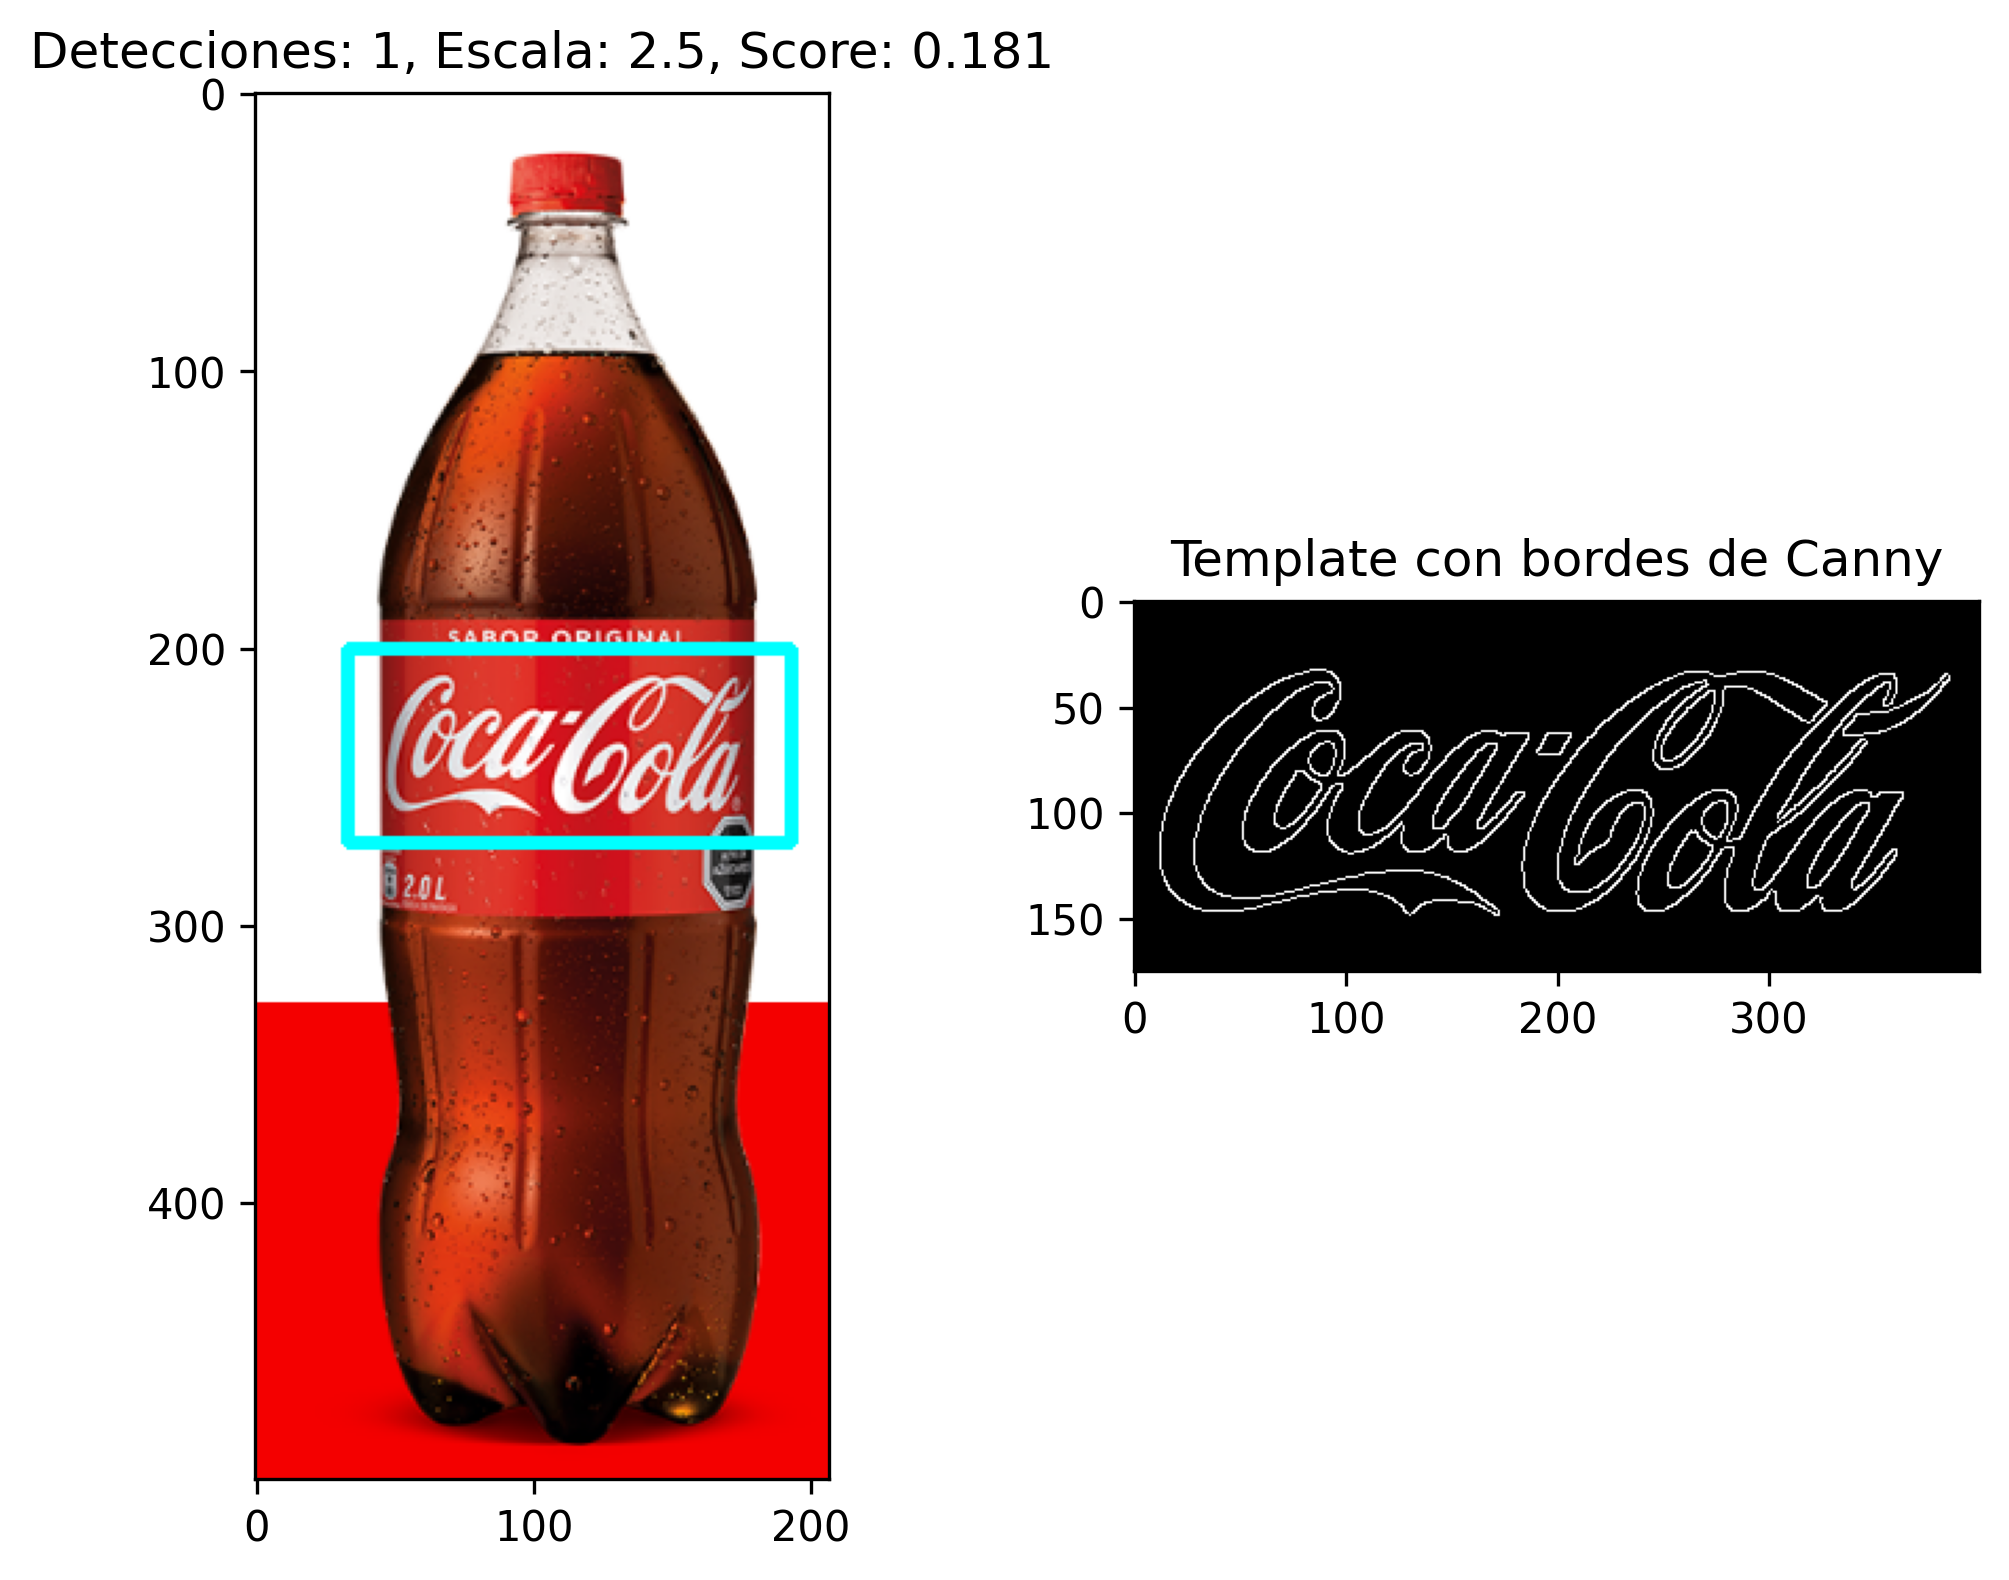 Detecciones: 1, Escala: 2.5, Score: 0.181
0
100
200
300
400
0 100 200
SABOR ORIGINAL
Coca-Cola
2.0 L
Template con bordes de Canny
0
50
100
150
0 100 200 300
Coca-Cola